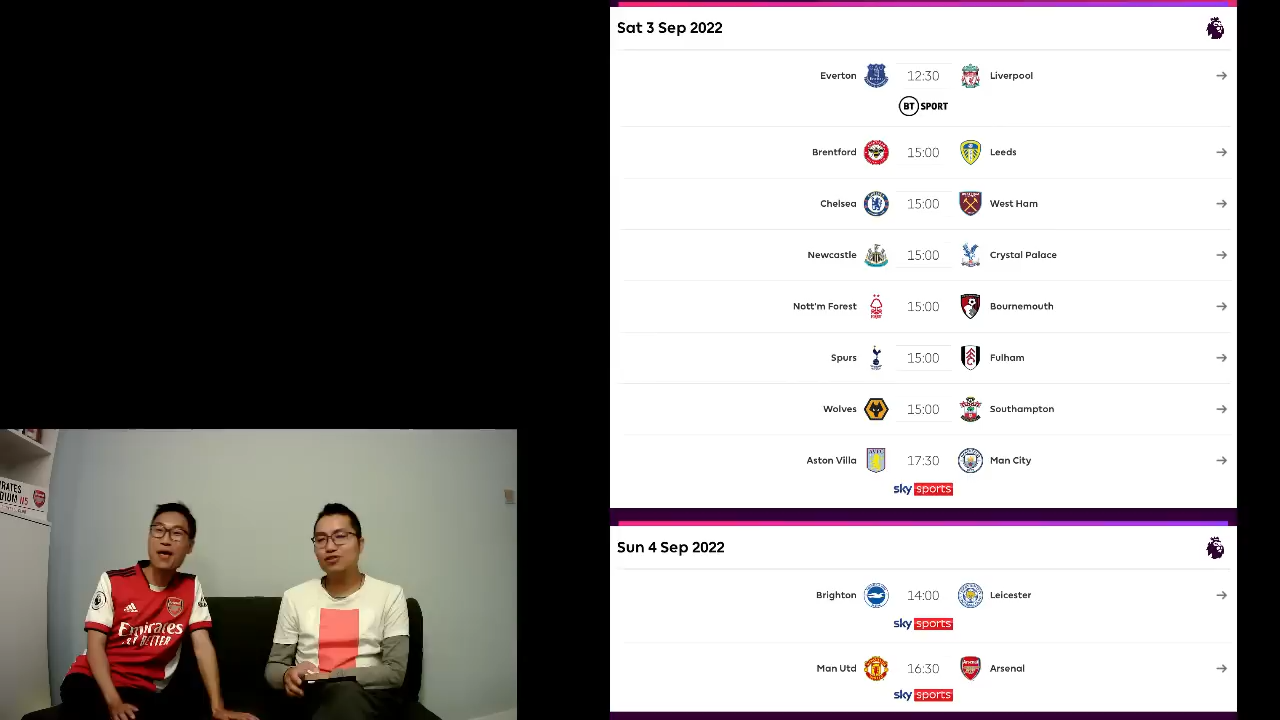 Sat 3 Sep 2022
Everton 12:30 Liverpool
BT SPORT
Brentford 15:00 Leeds
Chelsea 15:00 West Ham
Newcastle 15:00 Crystal Palace
Nott'm Forest 15:00 Bournemouth
Spurs 15:00 Fulham
Wolves 15:00 Southampton
Aston Villa 17:30 Man City
sky sports
Sun 4 Sep 2022
Brighton 14:00 Leicester
sky sports
Man Utd 16:30 Arsenal
sky sports
Emirates
FLY BETTER